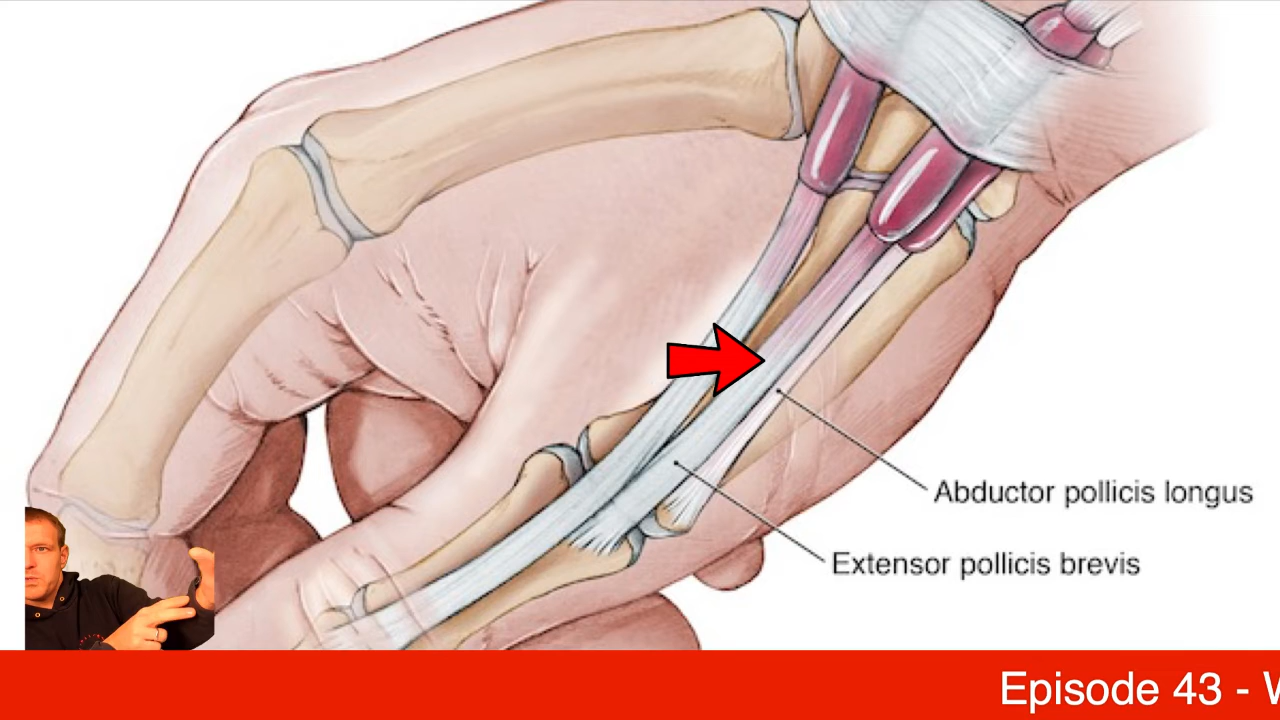 Abductor pollicis longus
Extensor pollicis brevis
Episode 43 -